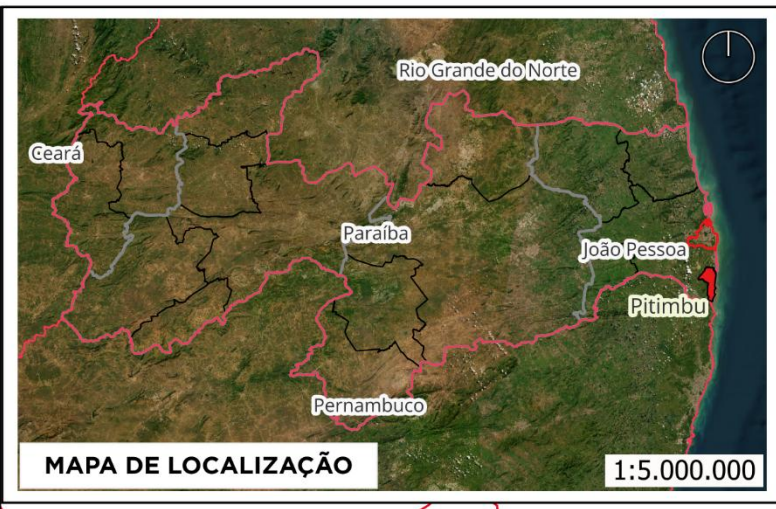 Rio Grande do Norte
Ceará
Paraíba
João Pessoa
Pitimbu
Pernambuco
MAPA DE LOCALIZAÇÃO
1:5.000.000